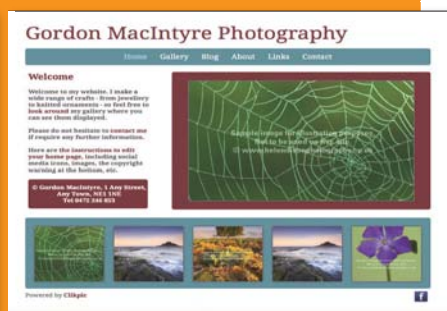 Gordon MacIntyre Photography
Home Gallery Blog About Links Contact
Welcome
Welcome to my website. I make a
wide range of crafts - from jewellery
to knitted ornaments - so feel free to
look around my gallery where you
can see them displayed.
Please do not hesitate to contact me
if require any further information.
Here are the instructions to edit
your home page, including social
media icons, images, the copyright
warning at the bottom, etc.
© Gordon MacIntyre, 1 Any Street,
Any Town, NE1 1NE
Tel 0472 346 853
Sample image for marketing purposes
Not to be used on any site
Powered by Clikpic
f